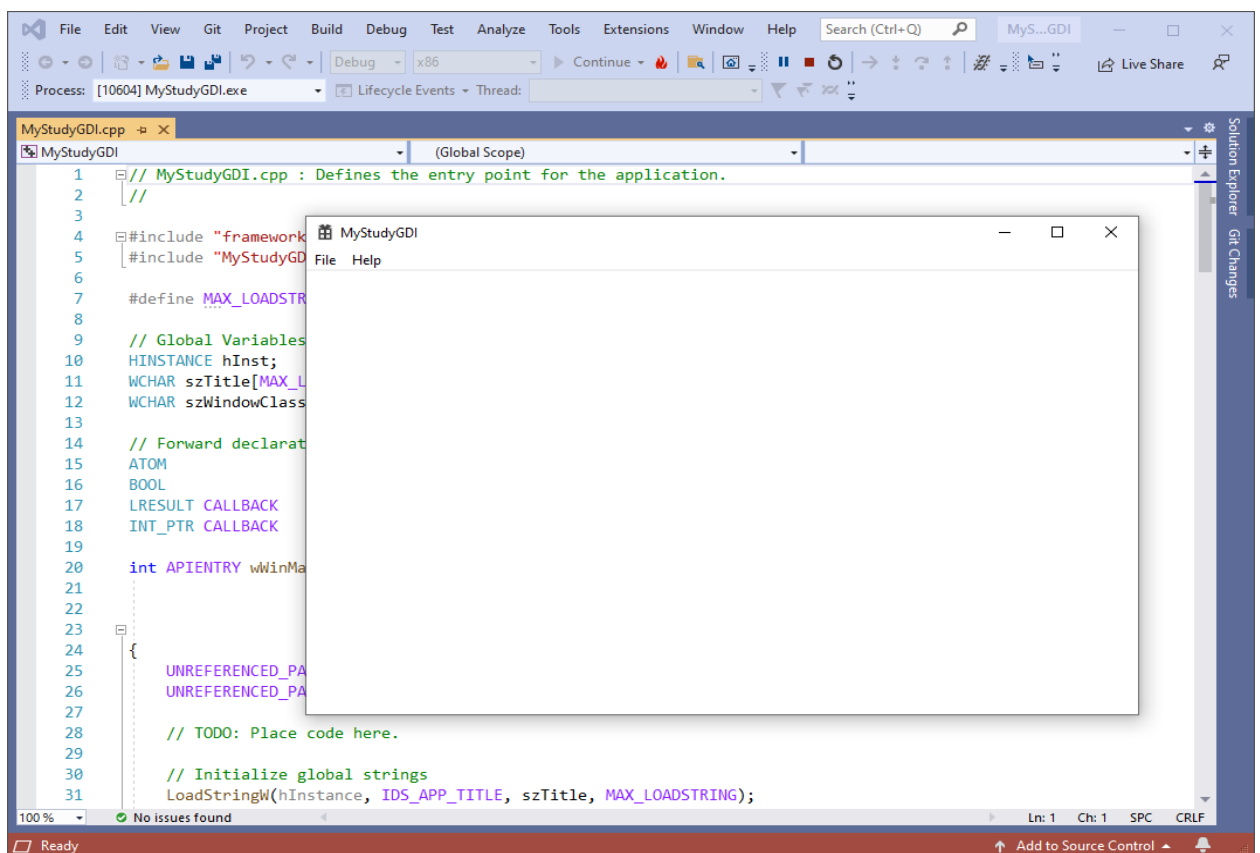 File Edit View Git Project Build Debug Test Analyze Tools Extensions Window Help Search (Ctrl+Q) MyS...GDI
Debug x86 Continue Live Share
Process: [10604] MyStudyGDI.exe Lifecycle Events Thread:
MyStudyGDI.cpp
MyStudyGDI (Global Scope)
1 // MyStudyGDI.cpp : Defines the entry point for the application.
2 //
3
4 #include "framework
5 #include "MyStudyGD
6
7 #define MAX_LOADSTR
8
9 // Global Variables
10 HINSTANCE hInst;
11 WCHAR szTitle[MAX_L
12 WCHAR szWindowClass
13
14 // Forward declarat
15 ATOM
16 BOOL
17 LRESULT CALLBACK
18 INT_PTR CALLBACK
19
20 int APIENTRY wWinMa
21
22
23
24 {
25 UNREFERENCED_PA
26 UNREFERENCED_PA
27
28 // TODO: Place code here.
29
30 // Initialize global strings
31 LoadStringW(hInstance, IDS_APP_TITLE, szTitle, MAX_LOADSTRING);
MyStudyGDI
File Help
Solution Explorer
Git Changes
100 % No issues found Ln: 1 Ch: 1 SPC CRLF
Ready Add to Source Control